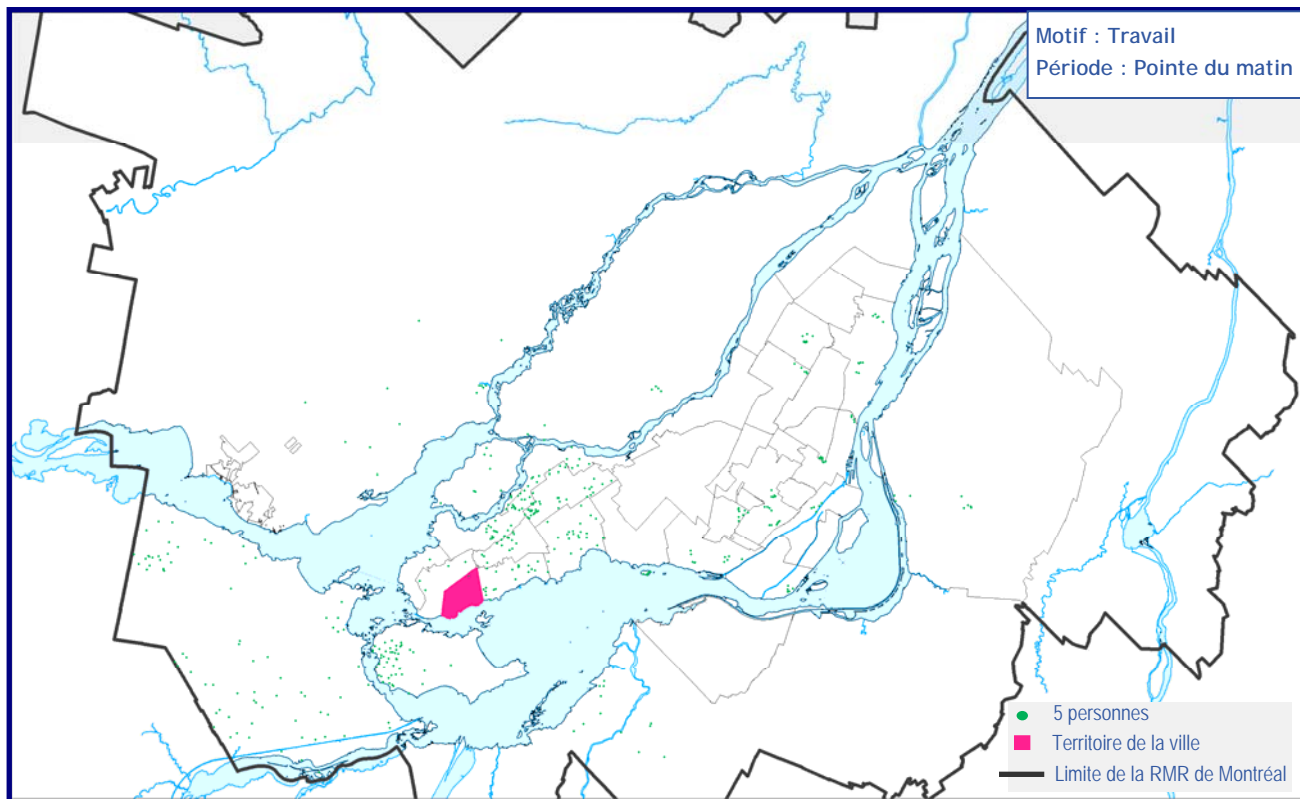 Motif : Travail
Période : Pointe du matin
5 personnes
Territoire de la ville
Limite de la RMR de Montréal